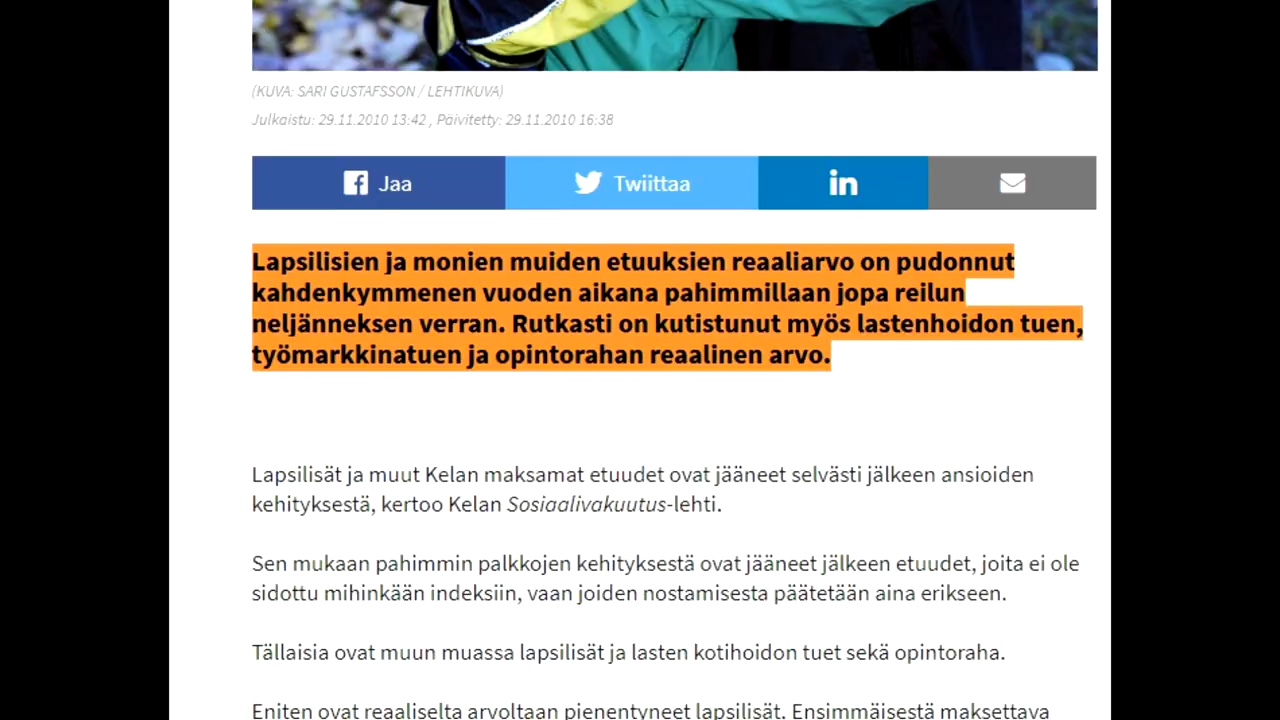 (KUVA: SARI GUSTAFSSON / LEHTIKUVA)
Julkaistu: 29.11.2010 13:42 , Päivitetty: 29.11.2010 16:38
Jaa
Twiittaa
in
Lapsilisien ja monien muiden etuuksien reaaliarvo on pudonnut
kahdenkymmenen vuoden aikana pahimmillaan jopa reilun
neljänneksen verran. Rutkasti on kutistunut myös lastenhoidon tuen,
työmarkkinatuen ja opintorahan reaalinen arvo.
Lapsilisät ja muut Kelan maksamat etuudet ovat jääneet selvästi jälkeen ansioiden
kehityksestä, kertoo Kelan Sosiaalivakuutus-lehti.
Sen mukaan pahimmin palkkojen kehityksestä ovat jääneet jälkeen etuudet, joita ei ole
sidottu mihinkään indeksiin, vaan joiden nostamisesta päätetään aina erikseen.
Tällaisia ovat muun muassa lapsilisät ja lasten kotihoidon tuet sekä opintoraha.
Eniten ovat reaaliselta arvoltaan pienentyneet lapsilisät. Ensimmäisestä maksettava